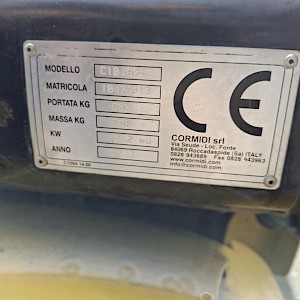 MODELLO
MATRICOLA
PORTATA KG
MASSA KG
KW
ANNO
CE
CORMIDI srl
Via Seude - Loc. Fonte
84069 Roccadaspide (Sa) ITALY
0828 943689 Fax 0828 943963
www.cormidi.com
info@cormidi.com